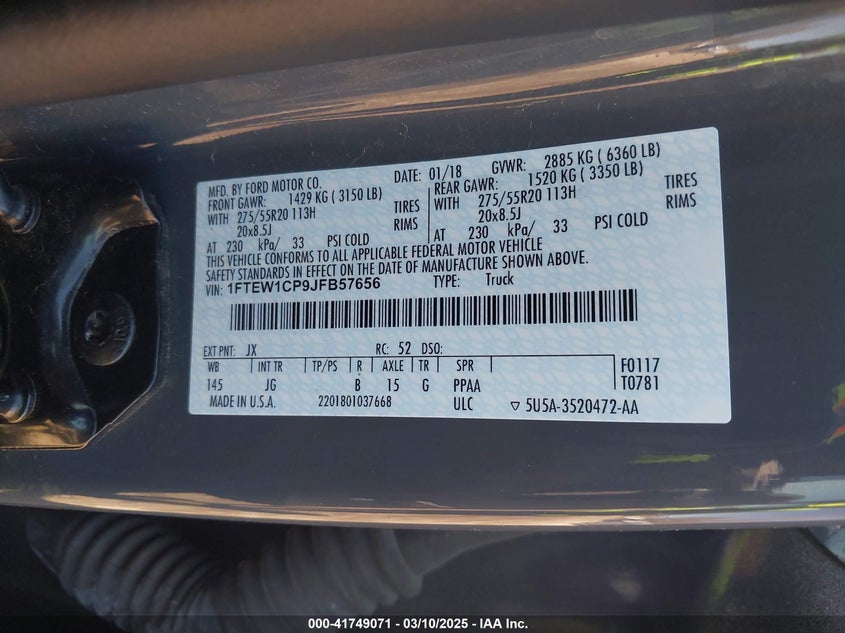 MFD. BY FORD MOTOR CO. DATE: 01/18 GVWR: 2885 KG ( 6360 LB)
FRONT GAWR: 1429 KG ( 3150 LB) REAR GAWR: 1520 KG ( 3350 LB)
WITH 275/55R20 113H TIRES WITH 275/55R20 113H TIRES
20x8.5J RIMS 20x8.5J RIMS
AT 230 kPa/ 33 PSI COLD AT 230 kPa/ 33 PSI COLD
THIS VEHICLE CONFORMS TO ALL APPLICABLE FEDERAL MOTOR VEHICLE
SAFETY STANDARDS IN EFFECT ON THE DATE OF MANUFACTURE SHOWN ABOVE.
VIN: 1FTEW1CP9JFB57656 TYPE: Truck
EXT PNT: JX RC: 52 DSO:
WB INT TR TP/PS R AXLE TR SPR F0117
145 JG B 15 G PPAA T0781
MADE IN U.S.A. 2201801037668 ULC ▽ 5U5A-3520472-AA
000-41749071 — 03/10/2025 — IAA Inc.